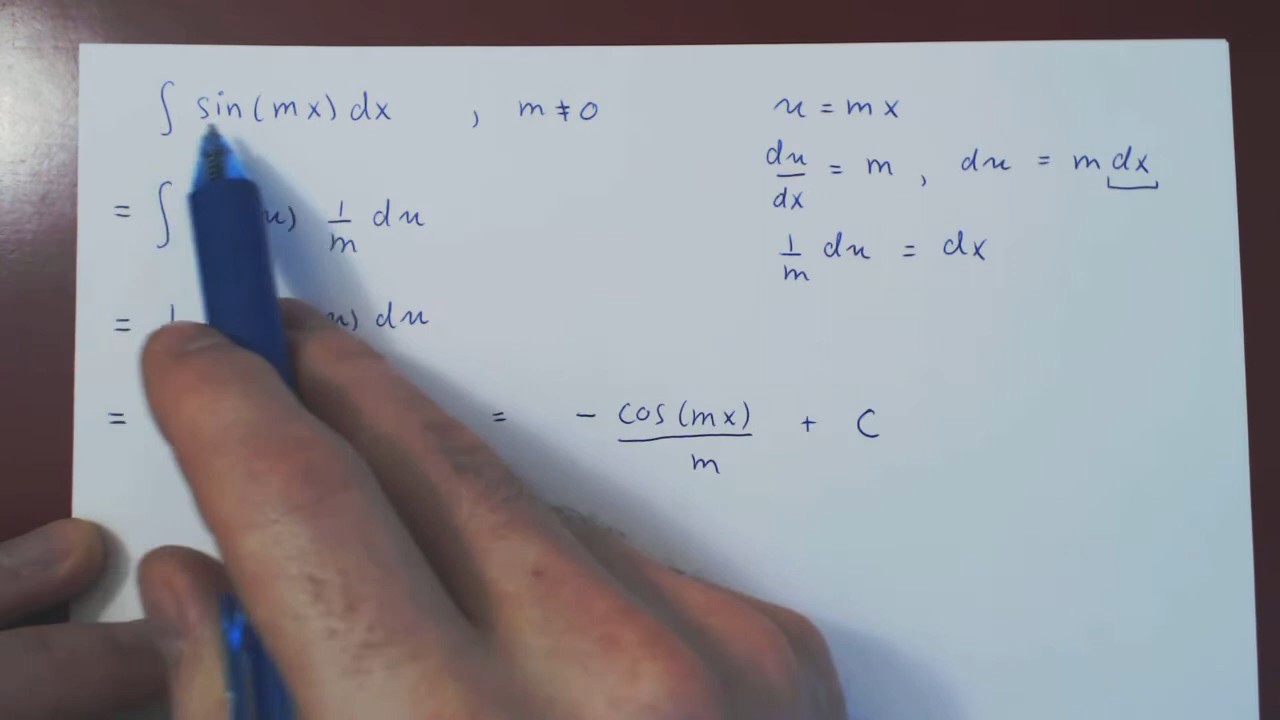 ∫ sin(mx) dx , m ≠ 0
= ∫ u) 1/m du
= 1 u) du
= = - cos(mx)/m + C
u = mx
du/dx = m , du = m dx
1/m du = dx